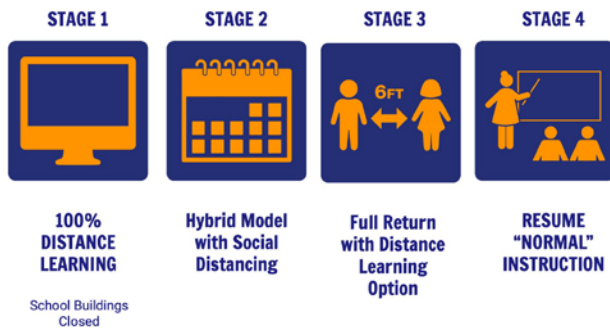 STAGE 1
STAGE 2
STAGE 3
STAGE 4
6FT
100%
DISTANCE
LEARNING
School Buildings
Closed
Hybrid Model
with Social
Distancing
Full Return
with Distance
Learning
Option
RESUME
“NORMAL”
INSTRUCTION